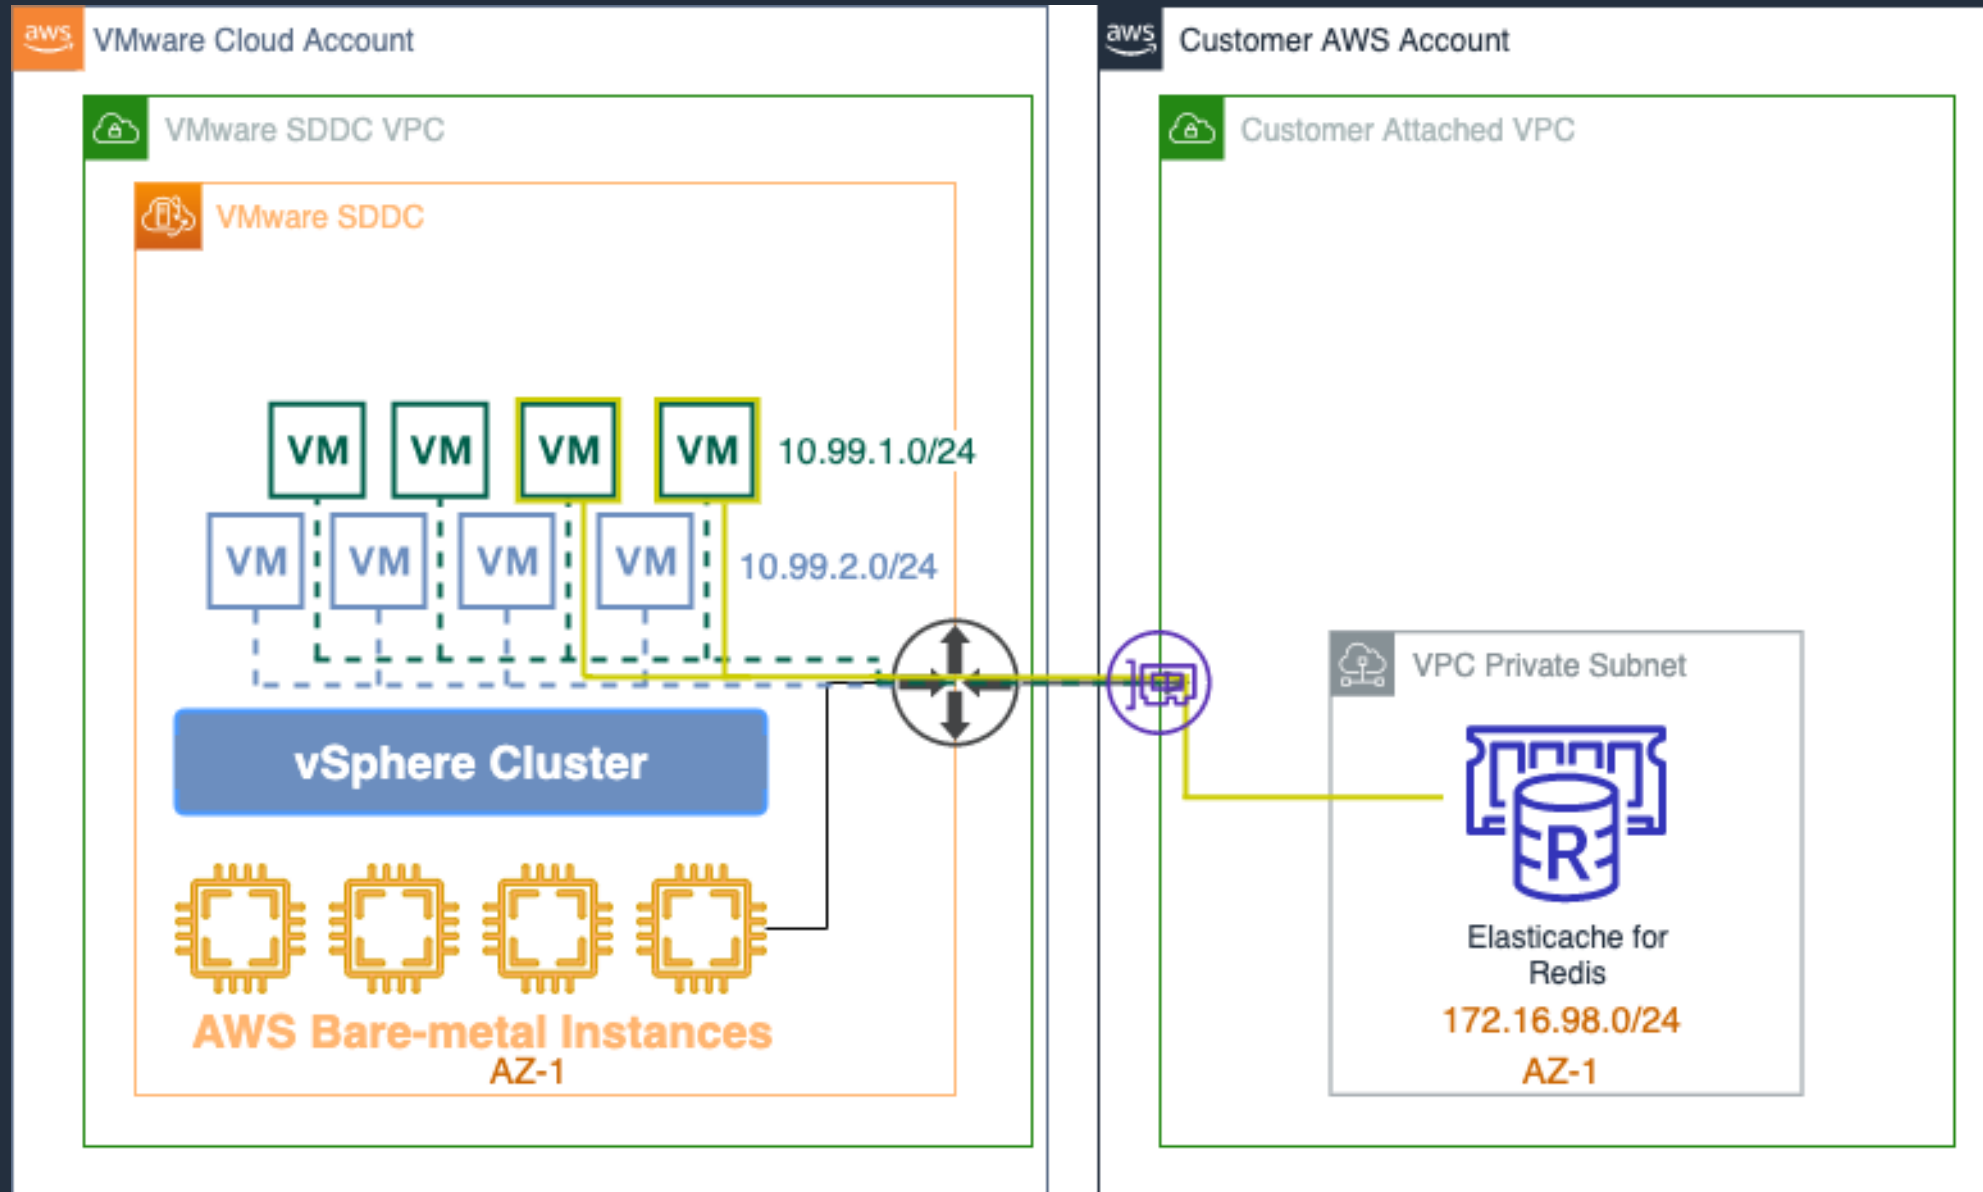 aws
VMware Cloud Account
VMware SDDC VPC
VMware SDDC
VM
VM
VM
VM
10.99.1.0/24
VM
VM
VM
VM
10.99.2.0/24
vSphere Cluster
AWS Bare-metal Instances
AZ-1
aws
Customer AWS Account
Customer Attached VPC
VPC Private Subnet
R
Elasticache for
Redis
172.16.98.0/24
AZ-1